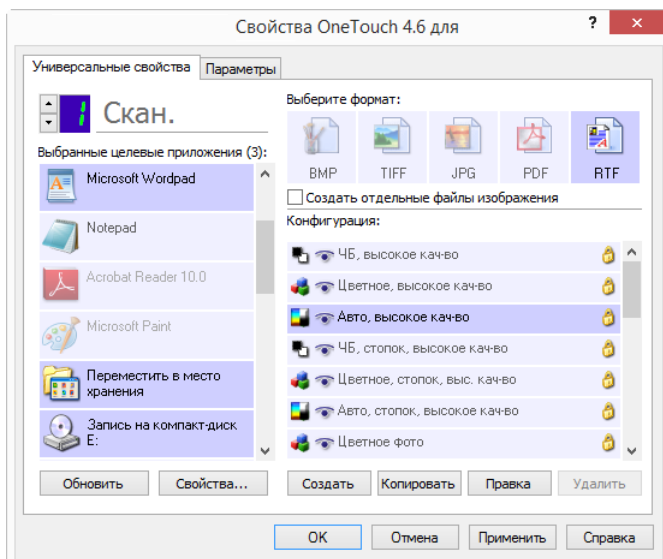 Свойства OneTouch 4.6 для
?
Универсальные свойства
Параметры
1
Скан.
Выбранные целевые приложения (3):
Microsoft Wordpad
Notepad
Acrobat Reader 10.0
Microsoft Paint
Переместить в место
хранения
Запись на компакт-диск
E:
Обновить
Свойства...
Выберите формат:
BMP
TIFF
JPG
PDF
RTF
Создать отдельные файлы изображения
Конфигурация:
ЧБ, высокое кач-во
Цветное, высокое кач-во
Авто, высокое кач-во
ЧБ, стопок, высокое кач-во
Цветное, стопок, выс. кач-во
Авто, стопок, высокое кач-во
Цветное фото
Создать
Копировать
Правка
Удалить
OK
Отмена
Применить
Справка